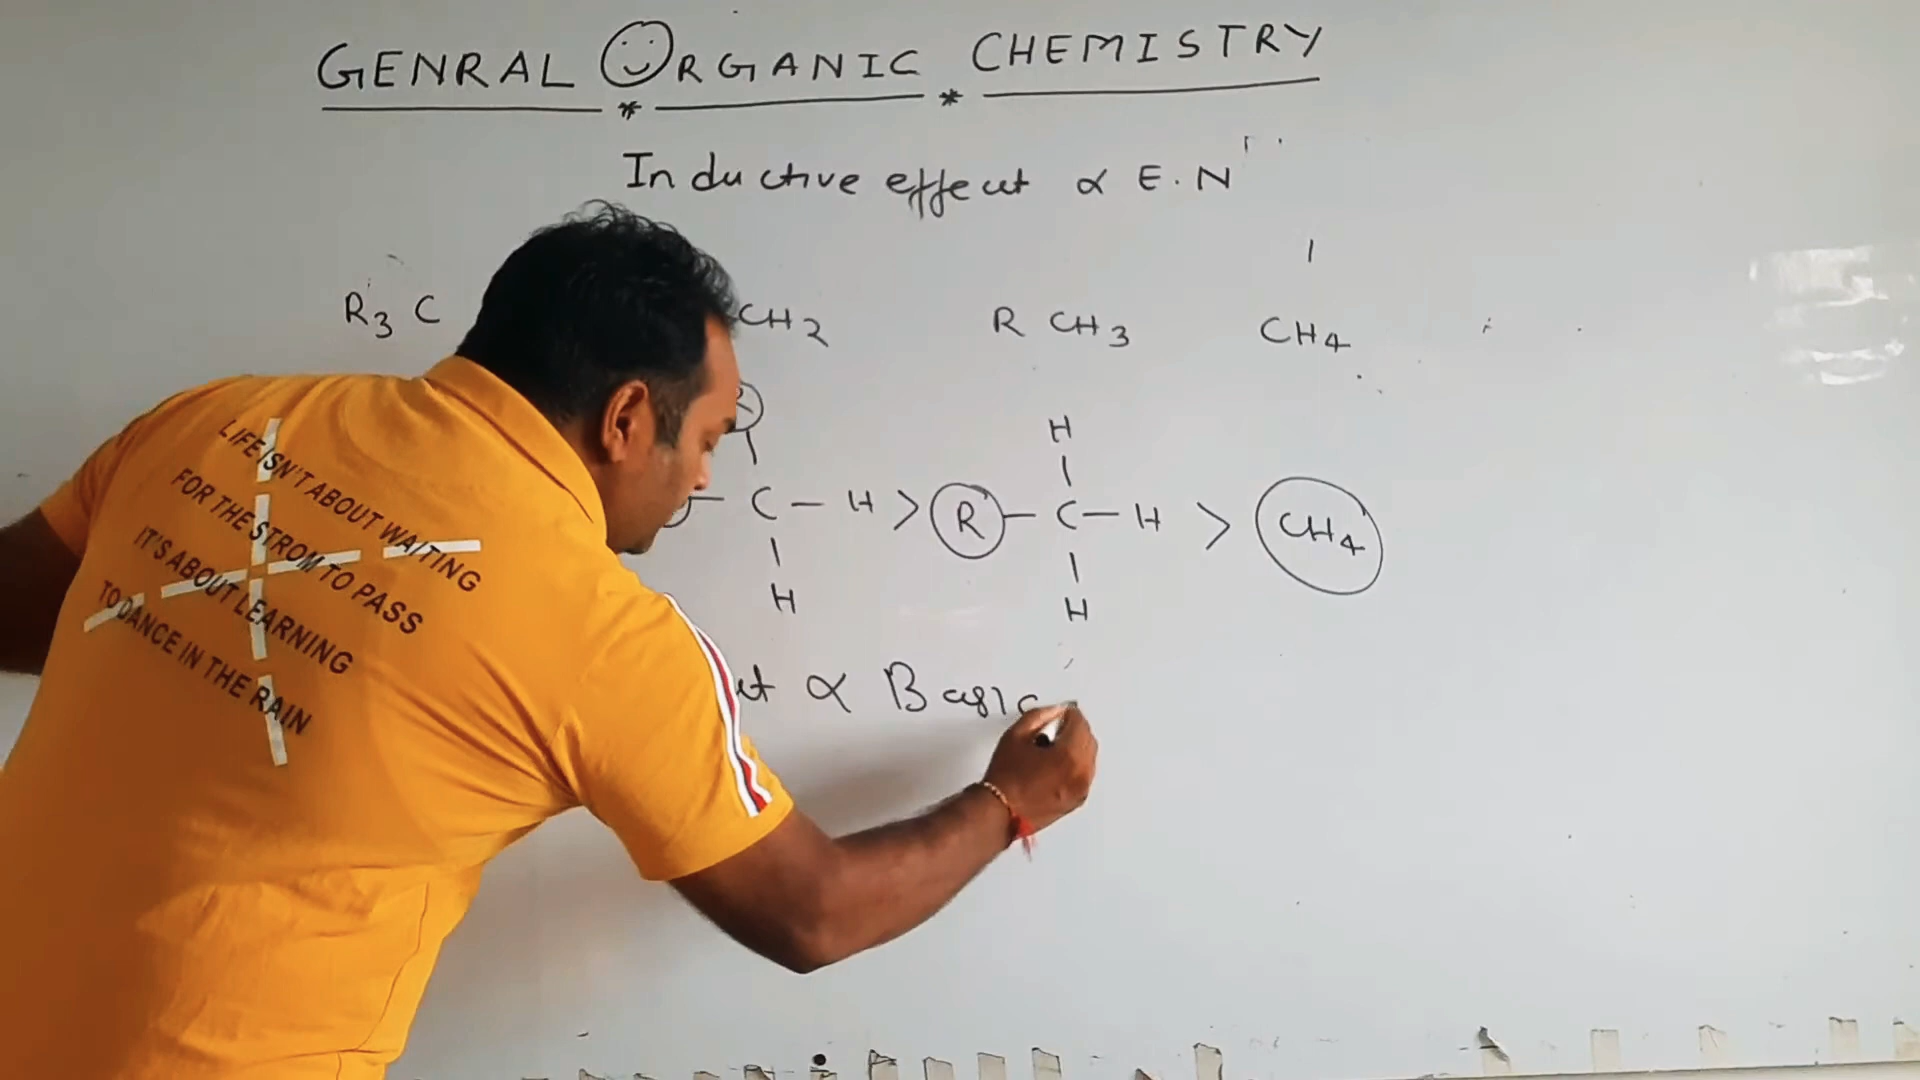 GENRAL ORGANIC CHEMISTRY
Inductive effect ∝ E.N
R3 C CH2 R CH3 CH4
R H
C - H > R - C - H > CH4
H H
∝ Basic
LIFE ISN'T ABOUT WAITING
FOR THE STROM TO PASS
IT'S ABOUT LEARNING
TO DANCE IN THE RAIN